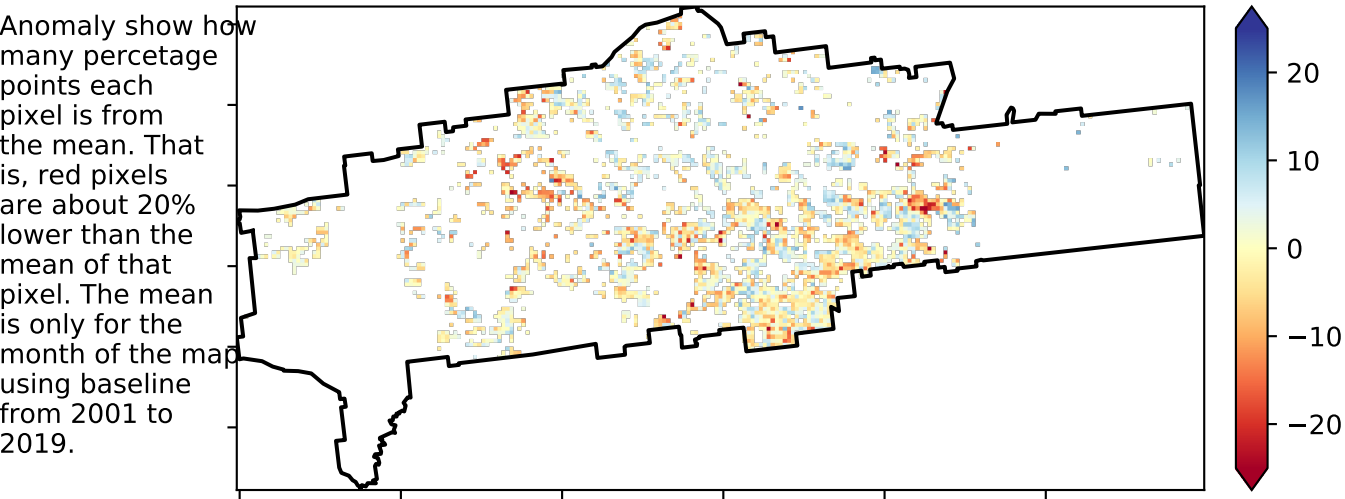 Anomaly show how
many percetage
points each
pixel is from
the mean. That
is, red pixels
are about 20%
lower than the
mean of that
pixel. The mean
is only for the
month of the map
using baseline
from 2001 to
2019.
20
10
0
−10
−20